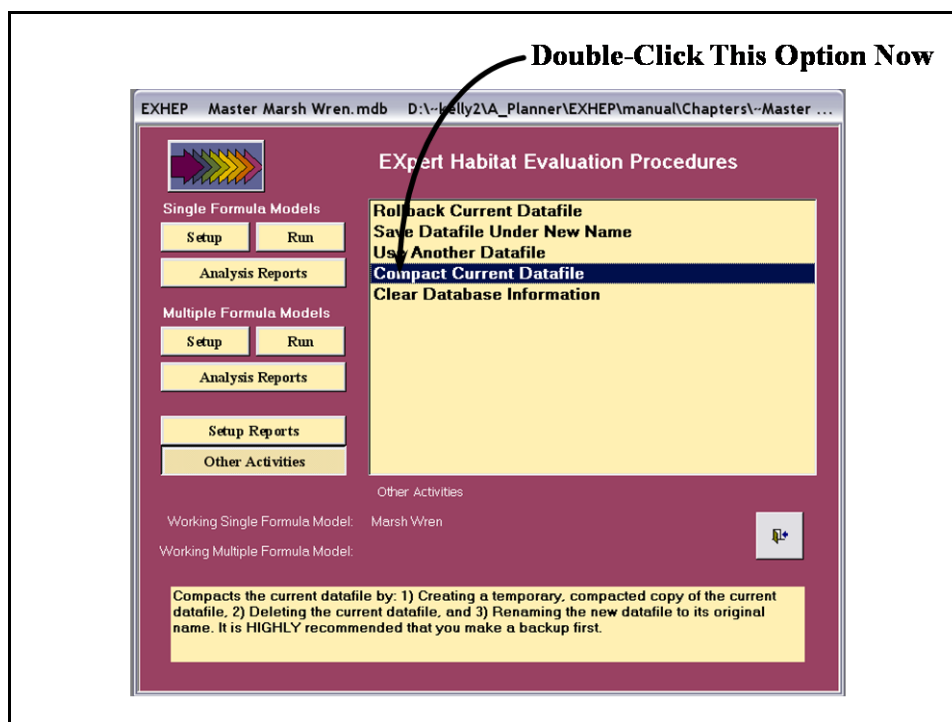 Double-Click This Option Now
EXHEP Master Marsh Wren.mdb D:\--kelly2\A_Planner\EXHEP\manual\Chapters\--Master ...
EXpert Habitat Evaluation Procedures
Single Formula Models
Setup Run
Analysis Reports
Multiple Formula Models
Setup Run
Analysis Reports
Setup Reports
Other Activities
Rollback Current Datafile
Save Datafile Under New Name
Use Another Datafile
Compact Current Datafile
Clear Database Information
Other Activities
Working Single Formula Model: Marsh Wren
Working Multiple Formula Model:
Compacts the current datafile by: 1) Creating a temporary, compacted copy of the current
datafile, 2) Deleting the current datafile, and 3) Renaming the new datafile to its original
name. It is HIGHLY recommended that you make a backup first.